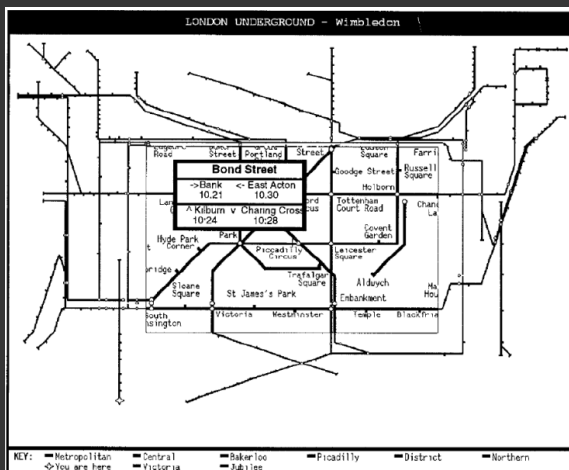 LONDON UNDERGROUND - Wimbledon
Road
Street
Portland
Street
Square
Farri
Goodge Street
Russell
Square
Holborn
Bond Street
->Bank
<- East Acton
10.21
10.30
^ Kilburn
v Charing Cross
10:24
10:28
Tottenham
Court Road
Covent
Garden
Hyde Park
Corner
Park
Piccadilly
Circus
Leicester
Square
Trafalgar
Square
Aldwych
Sloane
Square
St James's Park
Embankment
South
Victoria
Westminster
Temple
Blackfria
KEY:
Metropolitan
Central
Bakerloo
Picadilly
District
Northern
You are here
Victoria
Jubilee